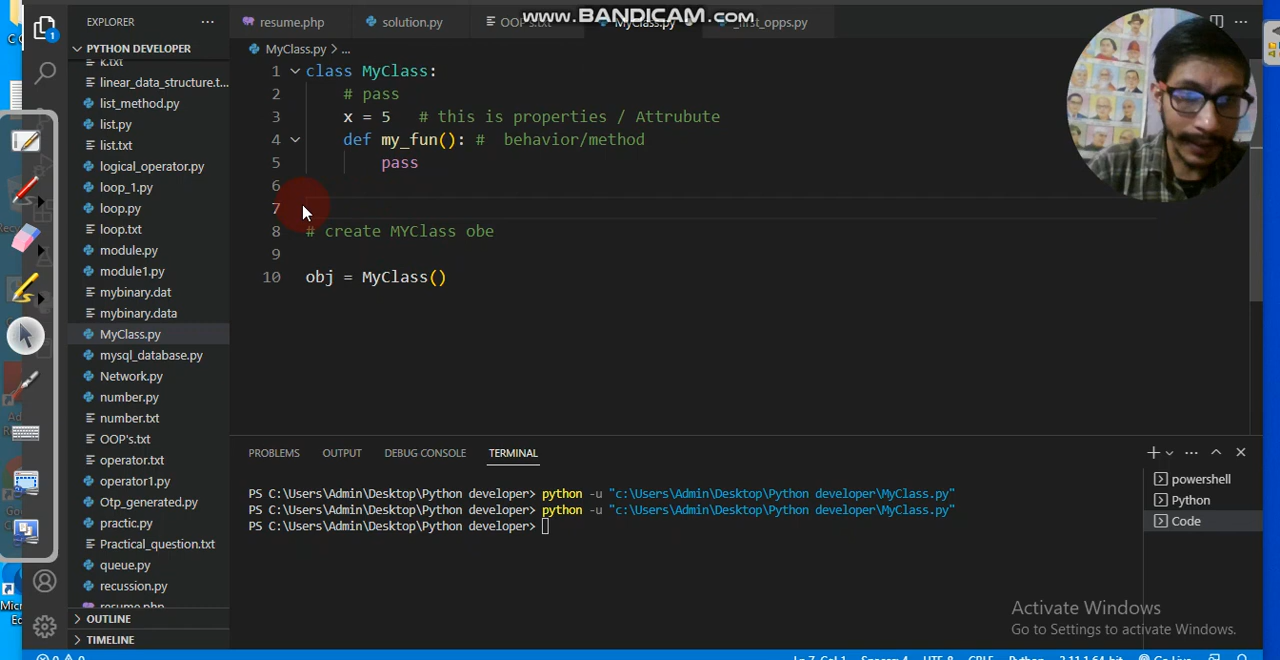 www.BANDICAM.com
EXPLORER
resume.php
solution.py
MyClass.py
_first_opps.py
PYTHON DEVELOPER
MyClass.py > ...
k.txt
linear_data_structure.t...
list_method.py
list.py
list.txt
logical_operator.py
loop_1.py
loop.py
loop.txt
module.py
module1.py
mybinary.dat
mybinary.data
MyClass.py
mysql_database.py
Network.py
number.py
number.txt
OOP's.txt
operator.txt
operator1.py
Otp_generated.py
practic.py
Practical_question.txt
queue.py
recussion.py
resume.php
OUTLINE
TIMELINE
1 class MyClass:
2 # pass
3 x = 5 # this is properties / Attrubute
4 def my_fun(): # behavior/method
5 pass
6
7
8 # create MYClass obe
9
10 obj = MyClass()
PROBLEMS OUTPUT DEBUG CONSOLE TERMINAL
PS C:\Users\Admin\Desktop\Python developer> python -u "c:\Users\Admin\Desktop\Python developer\MyClass.py"
PS C:\Users\Admin\Desktop\Python developer> python -u "c:\Users\Admin\Desktop\Python developer\MyClass.py"
PS C:\Users\Admin\Desktop\Python developer>
powershell
Python
Code
Activate Windows
Go to Settings to activate Windows.